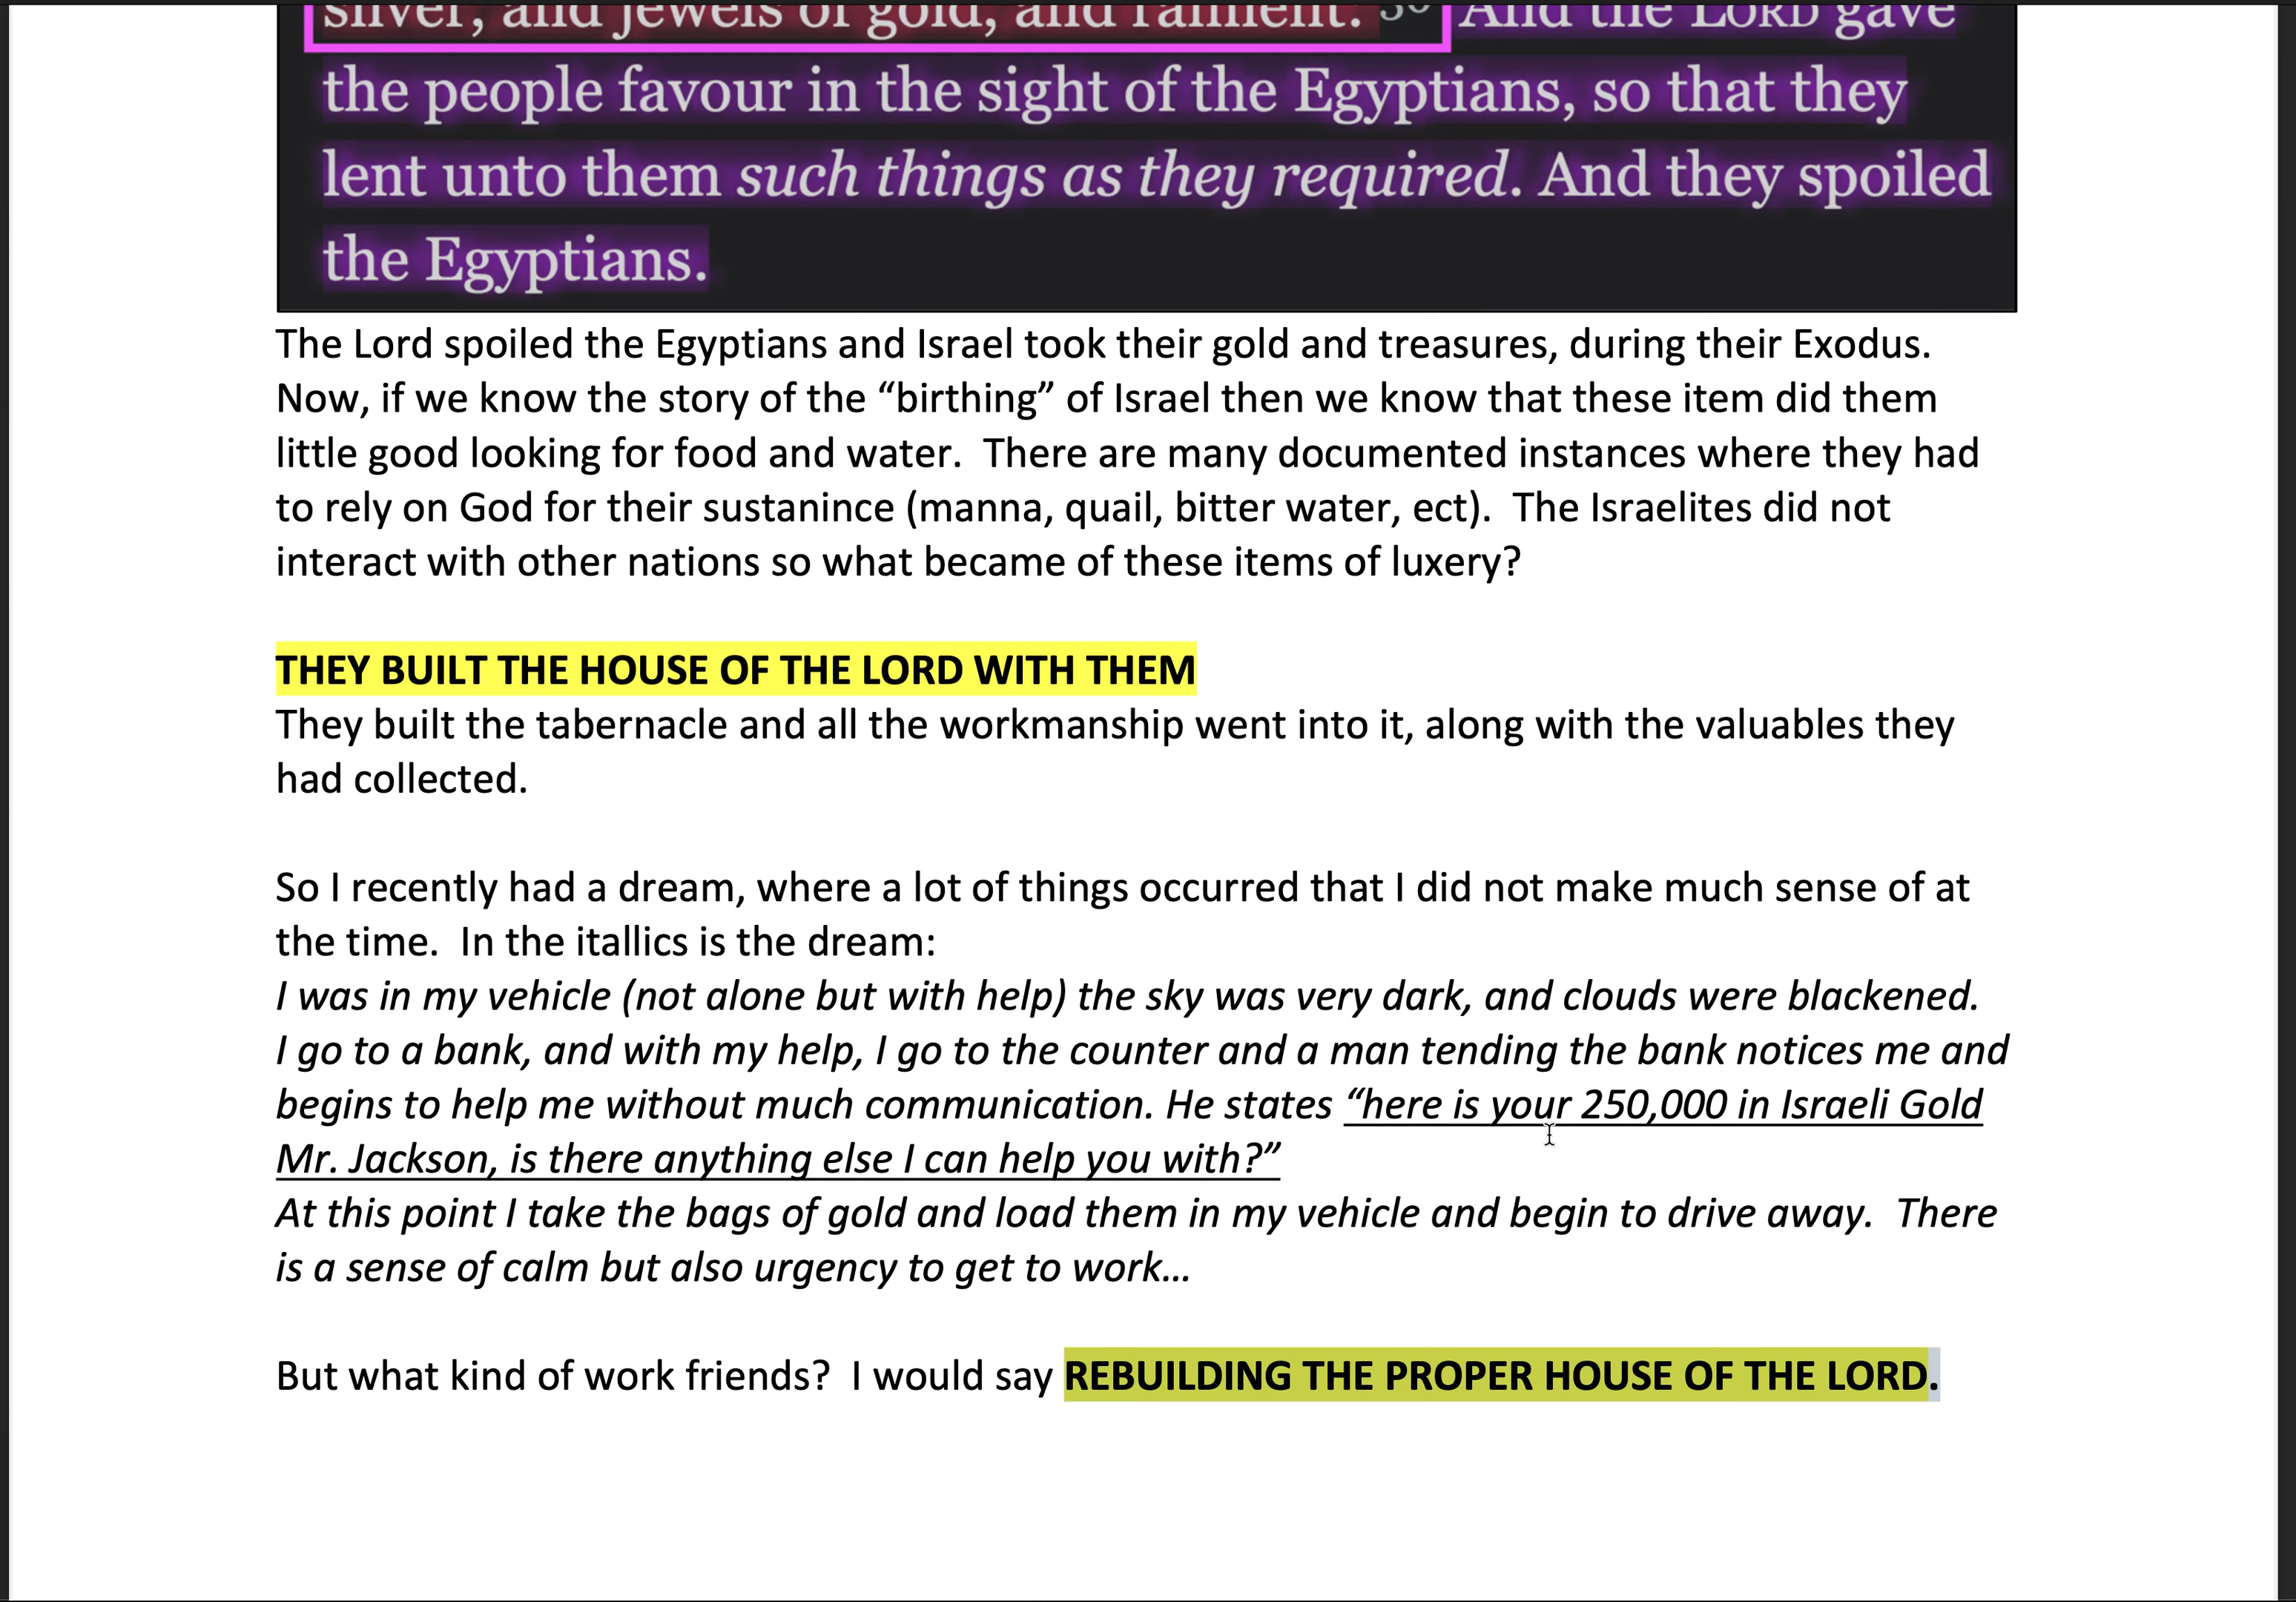 silver, and jewels of gold, and raiment: 36 And the LORD gave
the people favour in the sight of the Egyptians, so that they
lent unto them such things as they required. And they spoiled
the Egyptians.
The Lord spoiled the Egyptians and Israel took their gold and treasures, during their Exodus.
Now, if we know the story of the “birthing” of Israel then we know that these item did them
little good looking for food and water.  There are many documented instances where they had
to rely on God for their sustanince (manna, quail, bitter water, ect).  The Israelites did not
interact with other nations so what became of these items of luxery?
THEY BUILT THE HOUSE OF THE LORD WITH THEM
They built the tabernacle and all the workmanship went into it, along with the valuables they
had collected.
So I recently had a dream, where a lot of things occurred that I did not make much sense of at
the time.  In the itallics is the dream:
I was in my vehicle (not alone but with help) the sky was very dark, and clouds were blackened.
I go to a bank, and with my help, I go to the counter and a man tending the bank notices me and
begins to help me without much communication. He states “here is your 250,000 in Israeli Gold
Mr. Jackson, is there anything else I can help you with?”
At this point I take the bags of gold and load them in my vehicle and begin to drive away.  There
is a sense of calm but also urgency to get to work...
But what kind of work friends?  I would say REBUILDING THE PROPER HOUSE OF THE LORD.